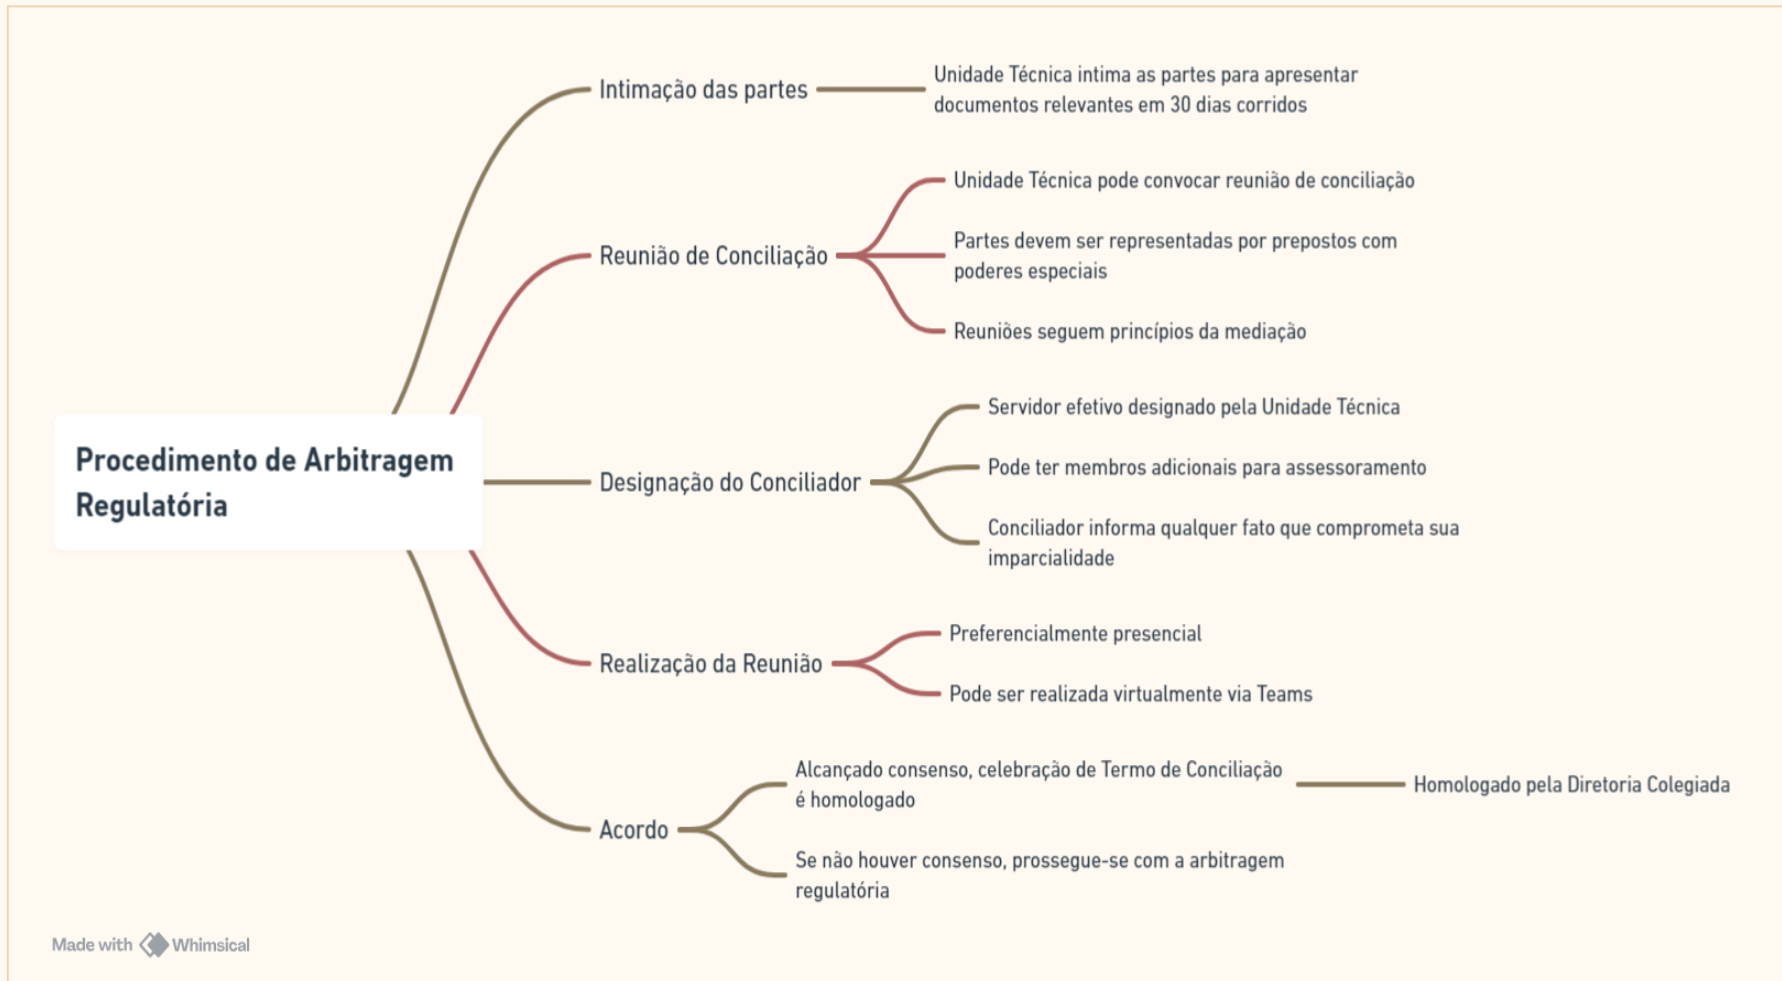 Procedimento de Arbitragem
Regulatória
Intimação das partes
Unidade Técnica intima as partes para apresentar
documentos relevantes em 30 dias corridos
Reunião de Conciliação
Unidade Técnica pode convocar reunião de conciliação
Partes devem ser representadas por prepostos com
poderes especiais
Reuniões seguem princípios da mediação
Designação do Conciliador
Servidor efetivo designado pela Unidade Técnica
Pode ter membros adicionais para assessoramento
Conciliador informa qualquer fato que comprometa sua
imparcialidade
Realização da Reunião
Preferencialmente presencial
Pode ser realizada virtualmente via Teams
Acordo
Alcançado consenso, celebração de Termo de Conciliação
é homologado
Homologado pela Diretoria Colegiada
Se não houver consenso, prossegue-se com a arbitragem
regulatória
Made with Whimsical